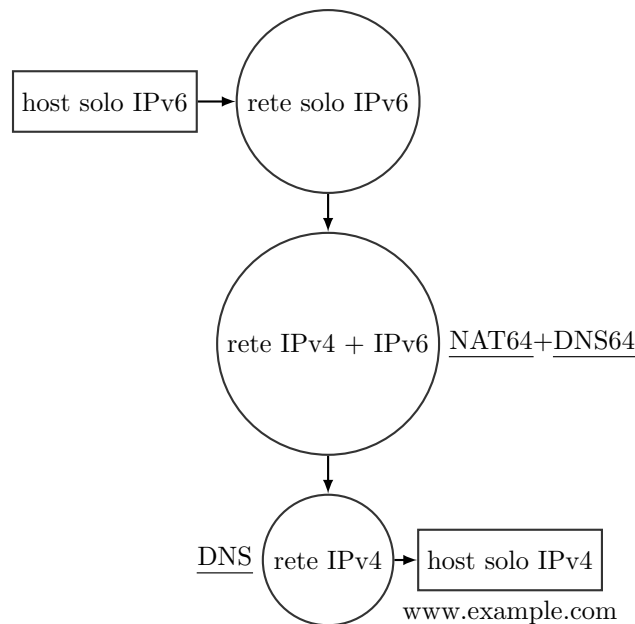 host solo IPv6
rete solo IPv6
rete IPv4 + IPv6
NAT64+DNS64
DNS
rete IPv4
host solo IPv4
www.example.com